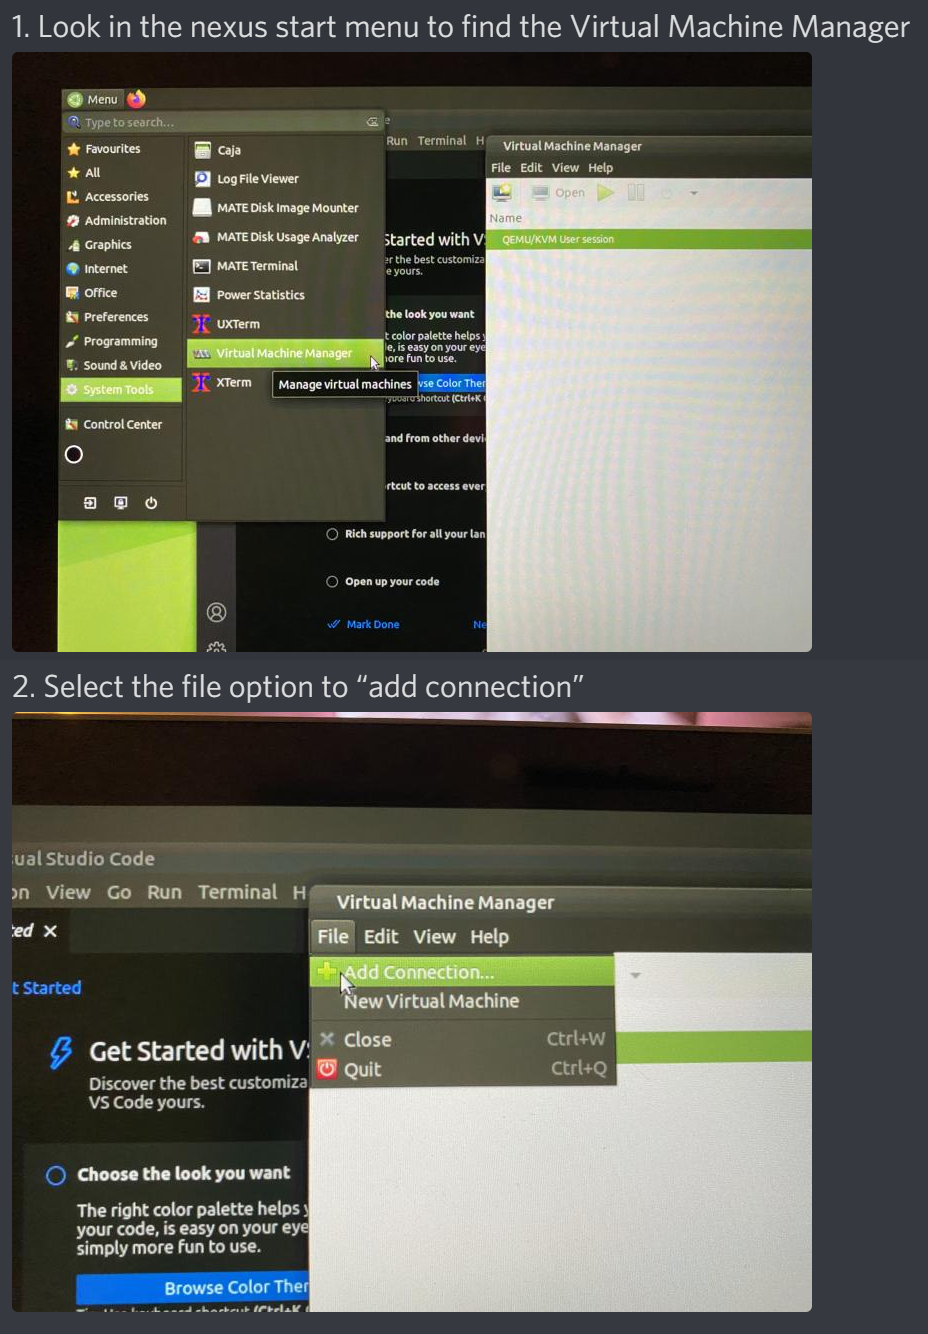 1. Look in the nexus start menu to find the Virtual Machine Manager
Menu
Type to search...
Favourites
All
Accessories
Administration
Graphics
Internet
Office
Preferences
Programming
Sound & Video
System Tools
Control Center
Caja
Log File Viewer
MATE Disk Image Mounter
MATE Disk Usage Analyzer
MATE Terminal
Power Statistics
UXTerm
Virtual Machine Manager
XTerm
Manage virtual machines
Run Terminal H
Started with V
er the best customiza
e yours.
the look you want
t color palette helps y
le, is easy on your eye
ore fun to use.
wse Color Ther
shortcut (Ctrl+K
and from other devi
rtcut to access ever
Rich support for all your lan
Open up your code
Mark Done
Ne
Virtual Machine Manager
File Edit View Help
Open
Name
QEMU/KVM User session
2. Select the file option to “add connection”
ual Studio Code
on View Go Run Terminal H
ed
t Started
Get Started with VS
Discover the best customiza
VS Code yours.
Choose the look you want
The right color palette helps y
your code, is easy on your eye
simply more fun to use.
Browse Color Ther
Virtual Machine Manager
File Edit View Help
Add Connection...
New Virtual Machine
Close Ctrl+W
Quit Ctrl+Q